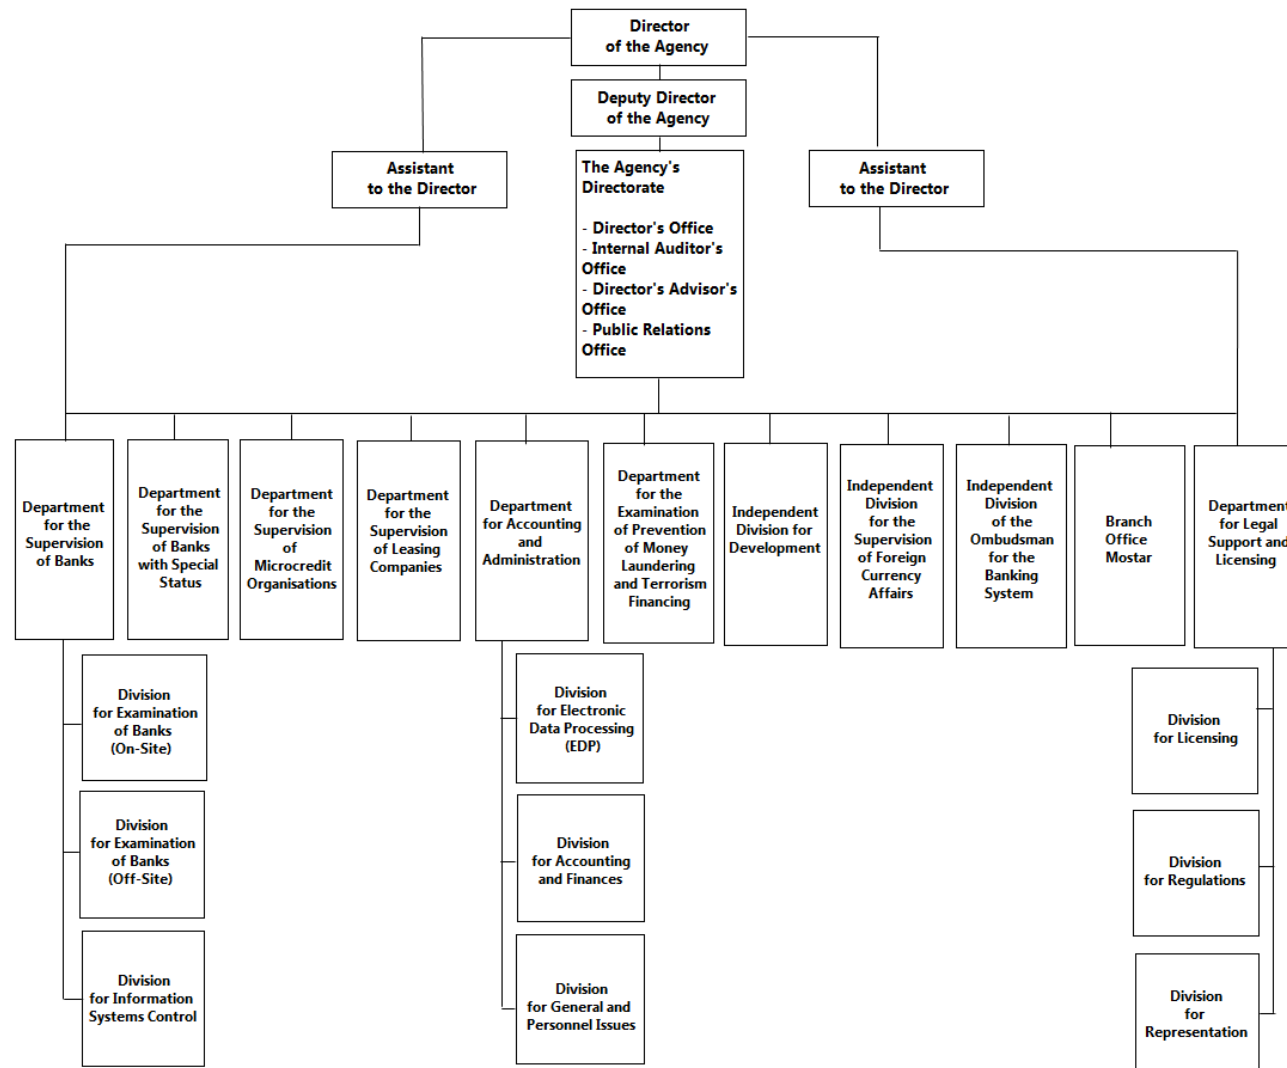 Director
of the Agency
Deputy Director
of the Agency
Assistant
to the Director
The Agency's
Directorate
- Director's Office
- Internal Auditor's
Office
- Director's Advisor's
Office
- Public Relations
Office
Assistant
to the Director
Department
for the
Supervision
of Banks
Department
for the
Supervision
of Banks
with Special
Status
Department
for the
Supervision
of
Microcredit
Organisations
Department
for the
Supervision
of Leasing
Companies
Department
for Accounting
and
Administration
Department
for the
Examination
of Prevention
of Money
Laundering
and Terrorism
Financing
Independent
Division for
Development
Independent
Division
for the
Supervision
of Foreign
Currency
Affairs
Independent
Division
of the
Ombudsman
for the
Banking
System
Branch
Office
Mostar
Department
for Legal
Support and
Licensing
Division
for Examination
of Banks
(On-Site)
Division
for Examination
of Banks
(Off-Site)
Division
for Information
Systems Control
Division
for Electronic
Data Processing
(EDP)
Division
for Accounting
and Finances
Division
for General and
Personnel Issues
Division
for Licensing
Division
for Regulations
Division
for
Representation